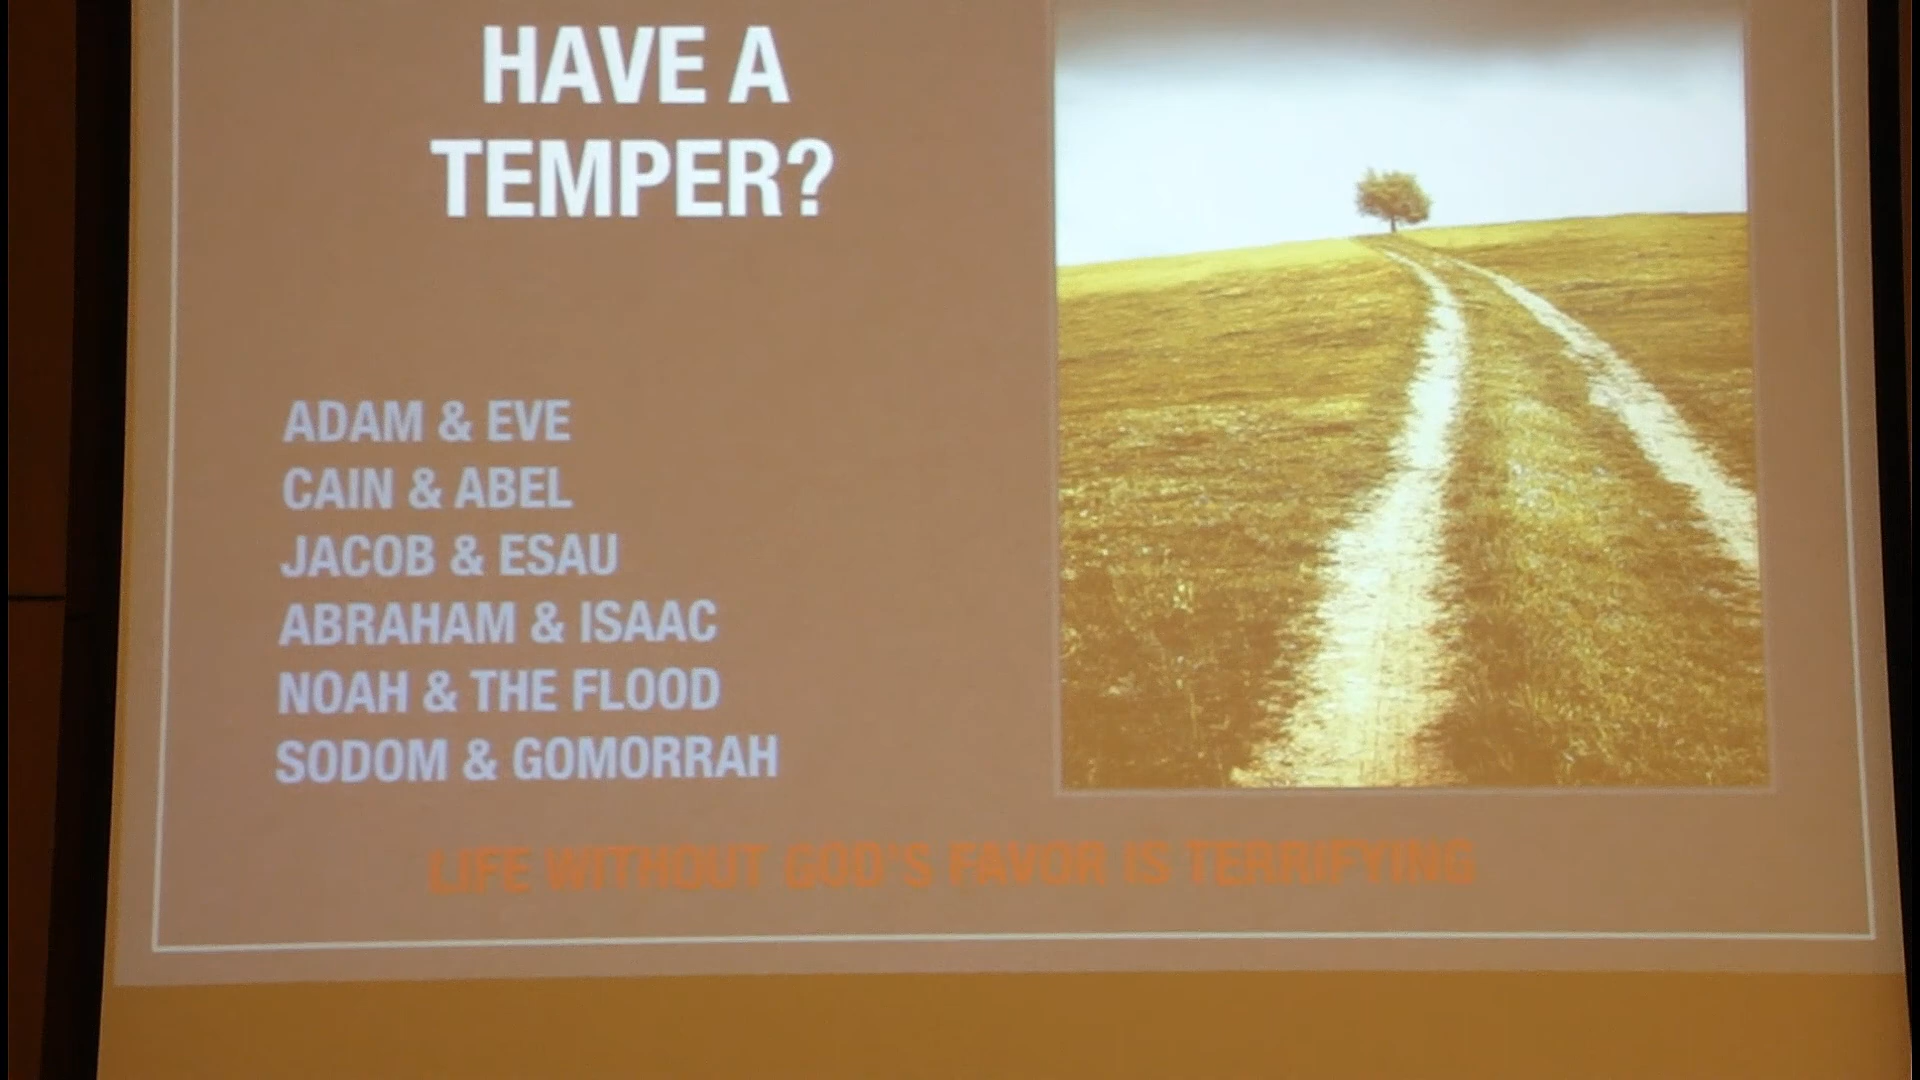 HAVE A
TEMPER?
ADAM & EVE
CAIN & ABEL
JACOB & ESAU
ABRAHAM & ISAAC
NOAH & THE FLOOD
SODOM & GOMORRAH
LIFE WITHOUT GOD'S FAVOR IS TERRIFYING